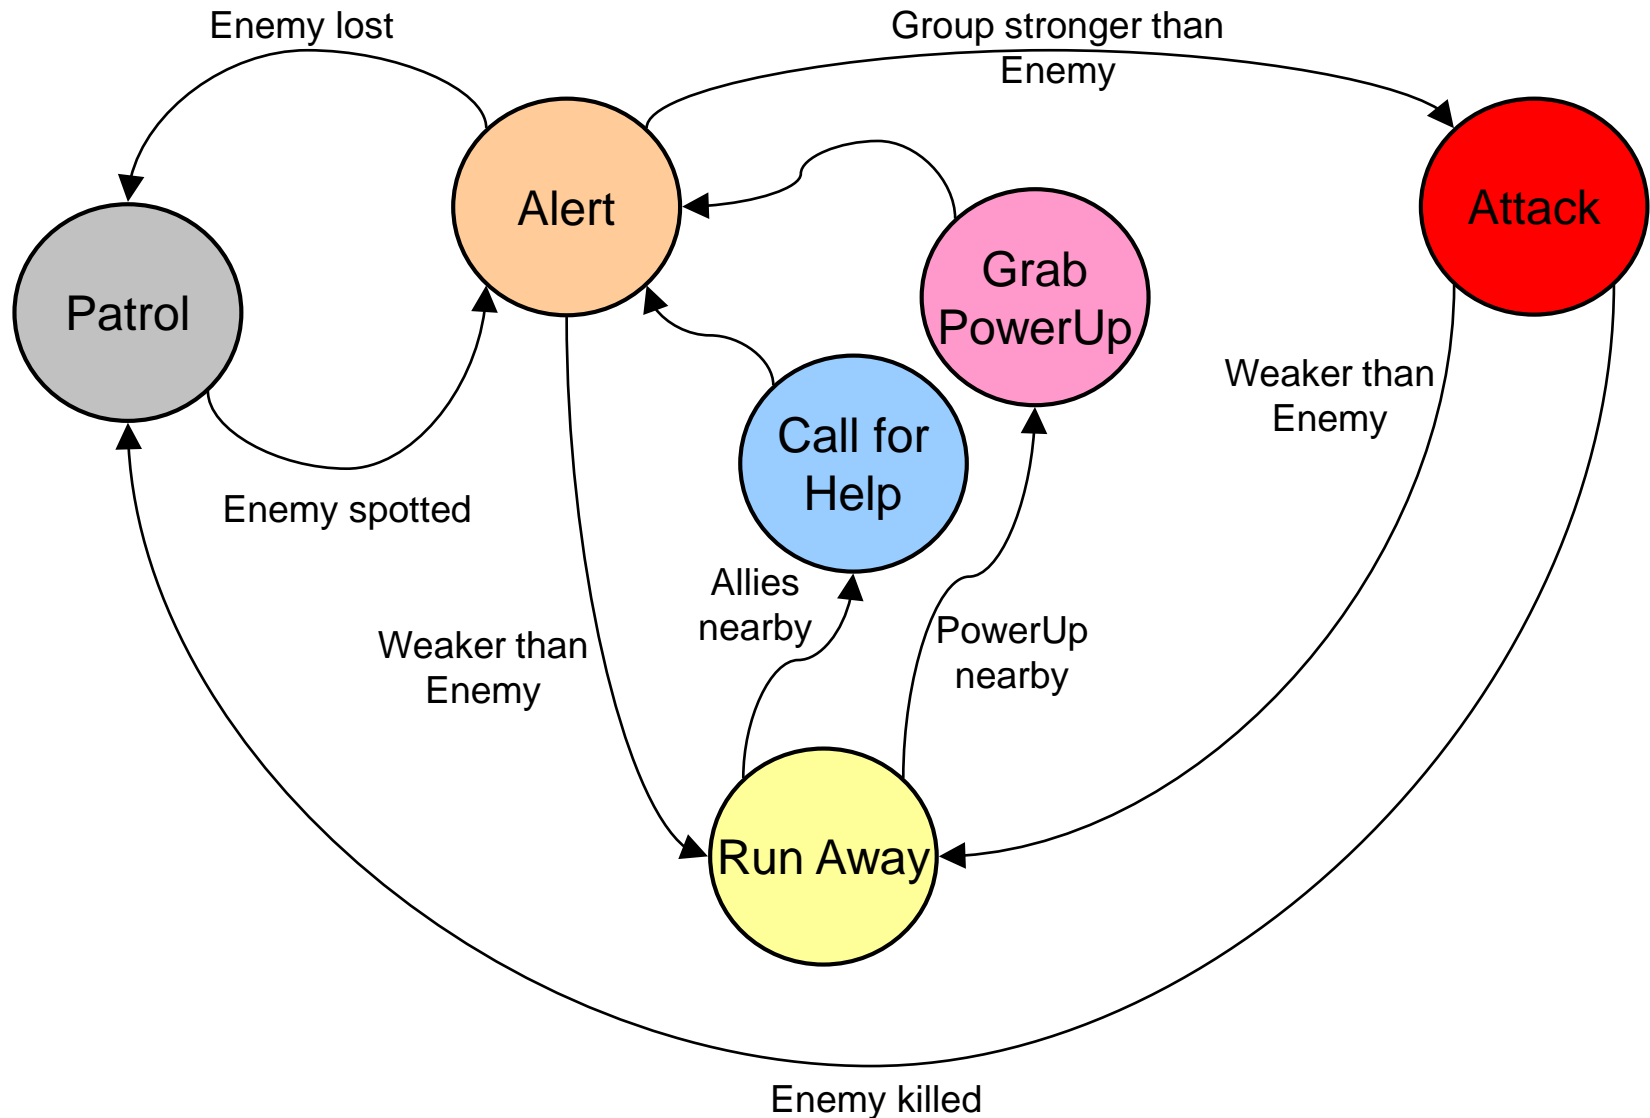 Enemy lost
Group stronger than
Enemy
Alert
Attack
Grab
PowerUp
Patrol
Weaker than
Enemy
Call for
Help
Enemy spotted
Allies
nearby
PowerUp
nearby
Weaker than
Enemy
Run Away
Enemy killed